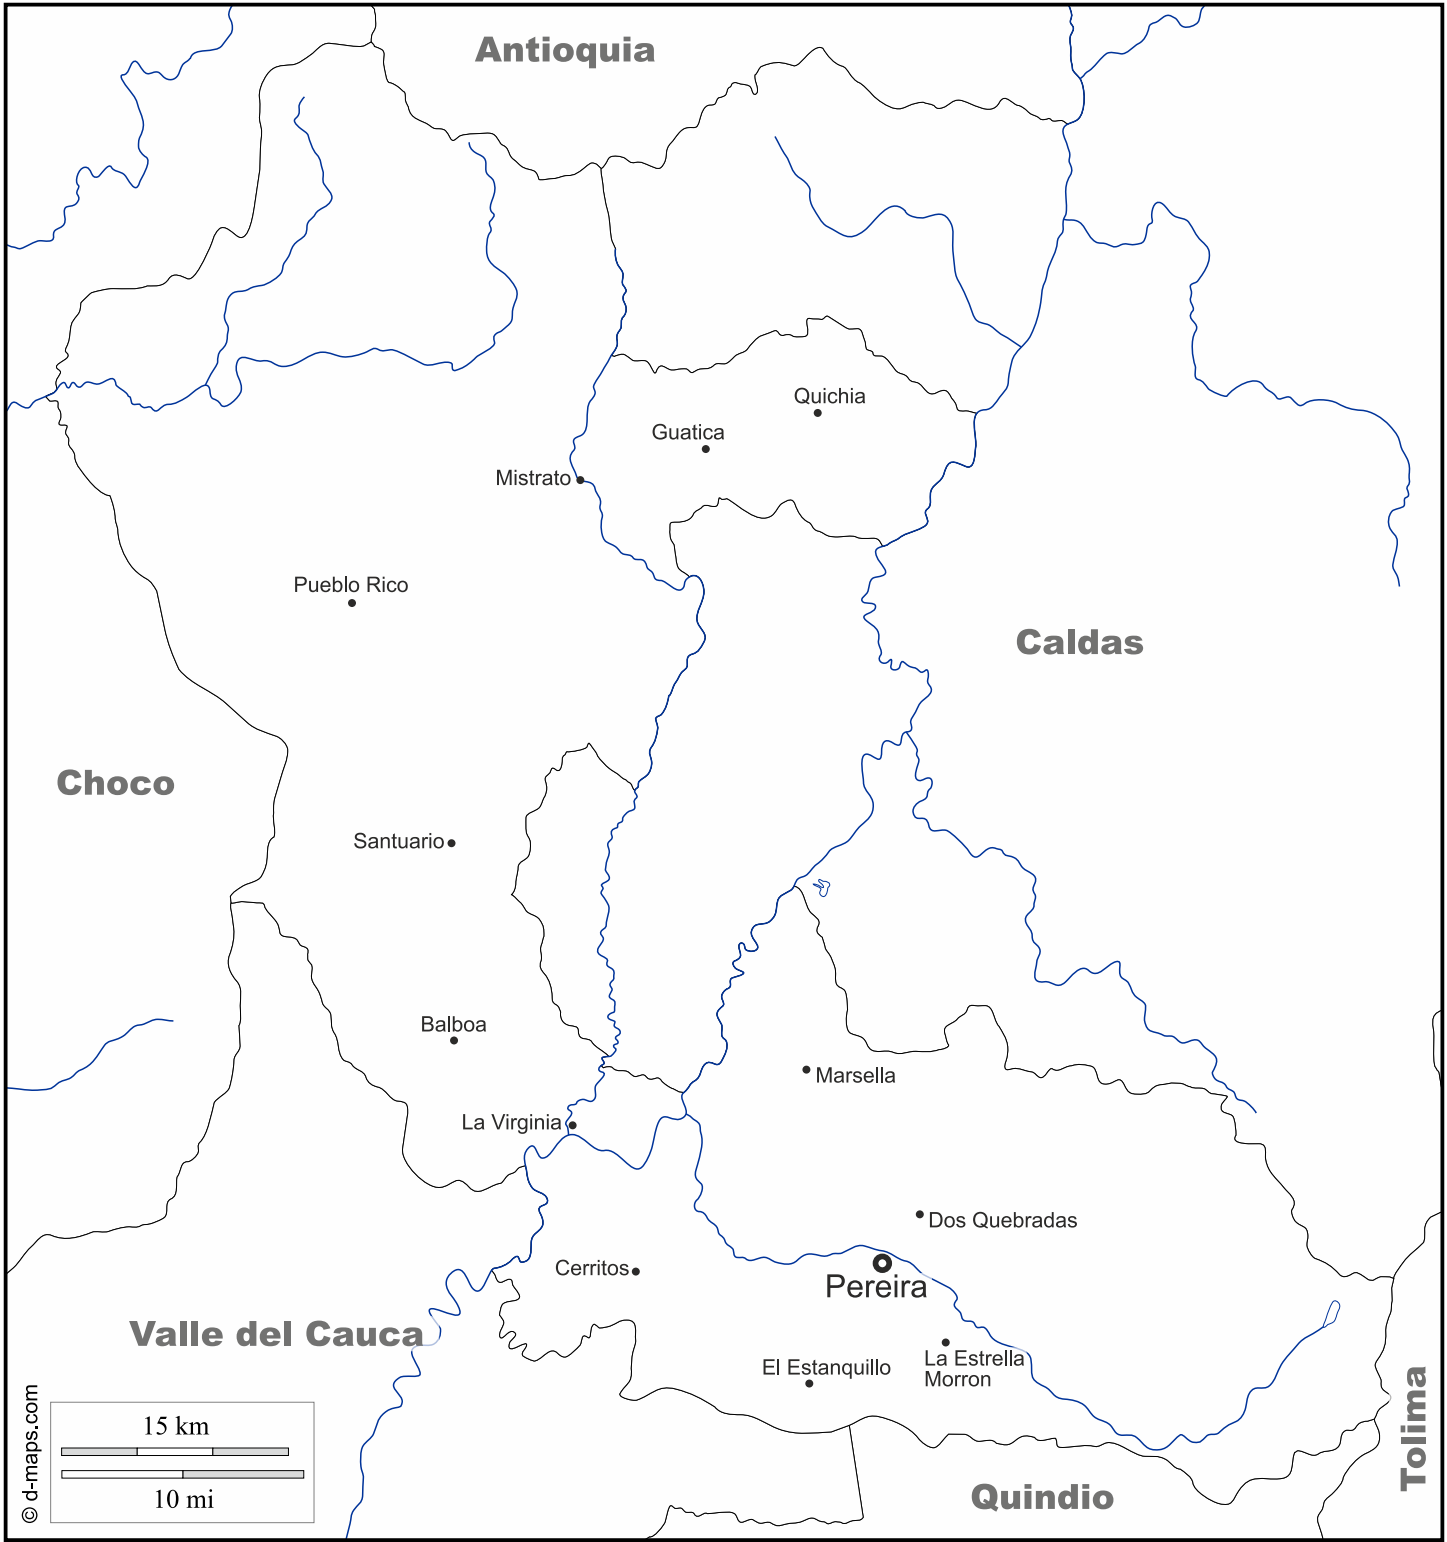 Antioquia
Quichia
Guatica
Mistrato
Pueblo Rico
Caldas
Choco
Santuario
Balboa
Marsella
La Virginia
Dos Quebradas
Cerritos
Pereira
Valle del Cauca
La Estrella
Morron
El Estanquillo
Tolima
15 km
10 mi
Quindio
© d-maps.com